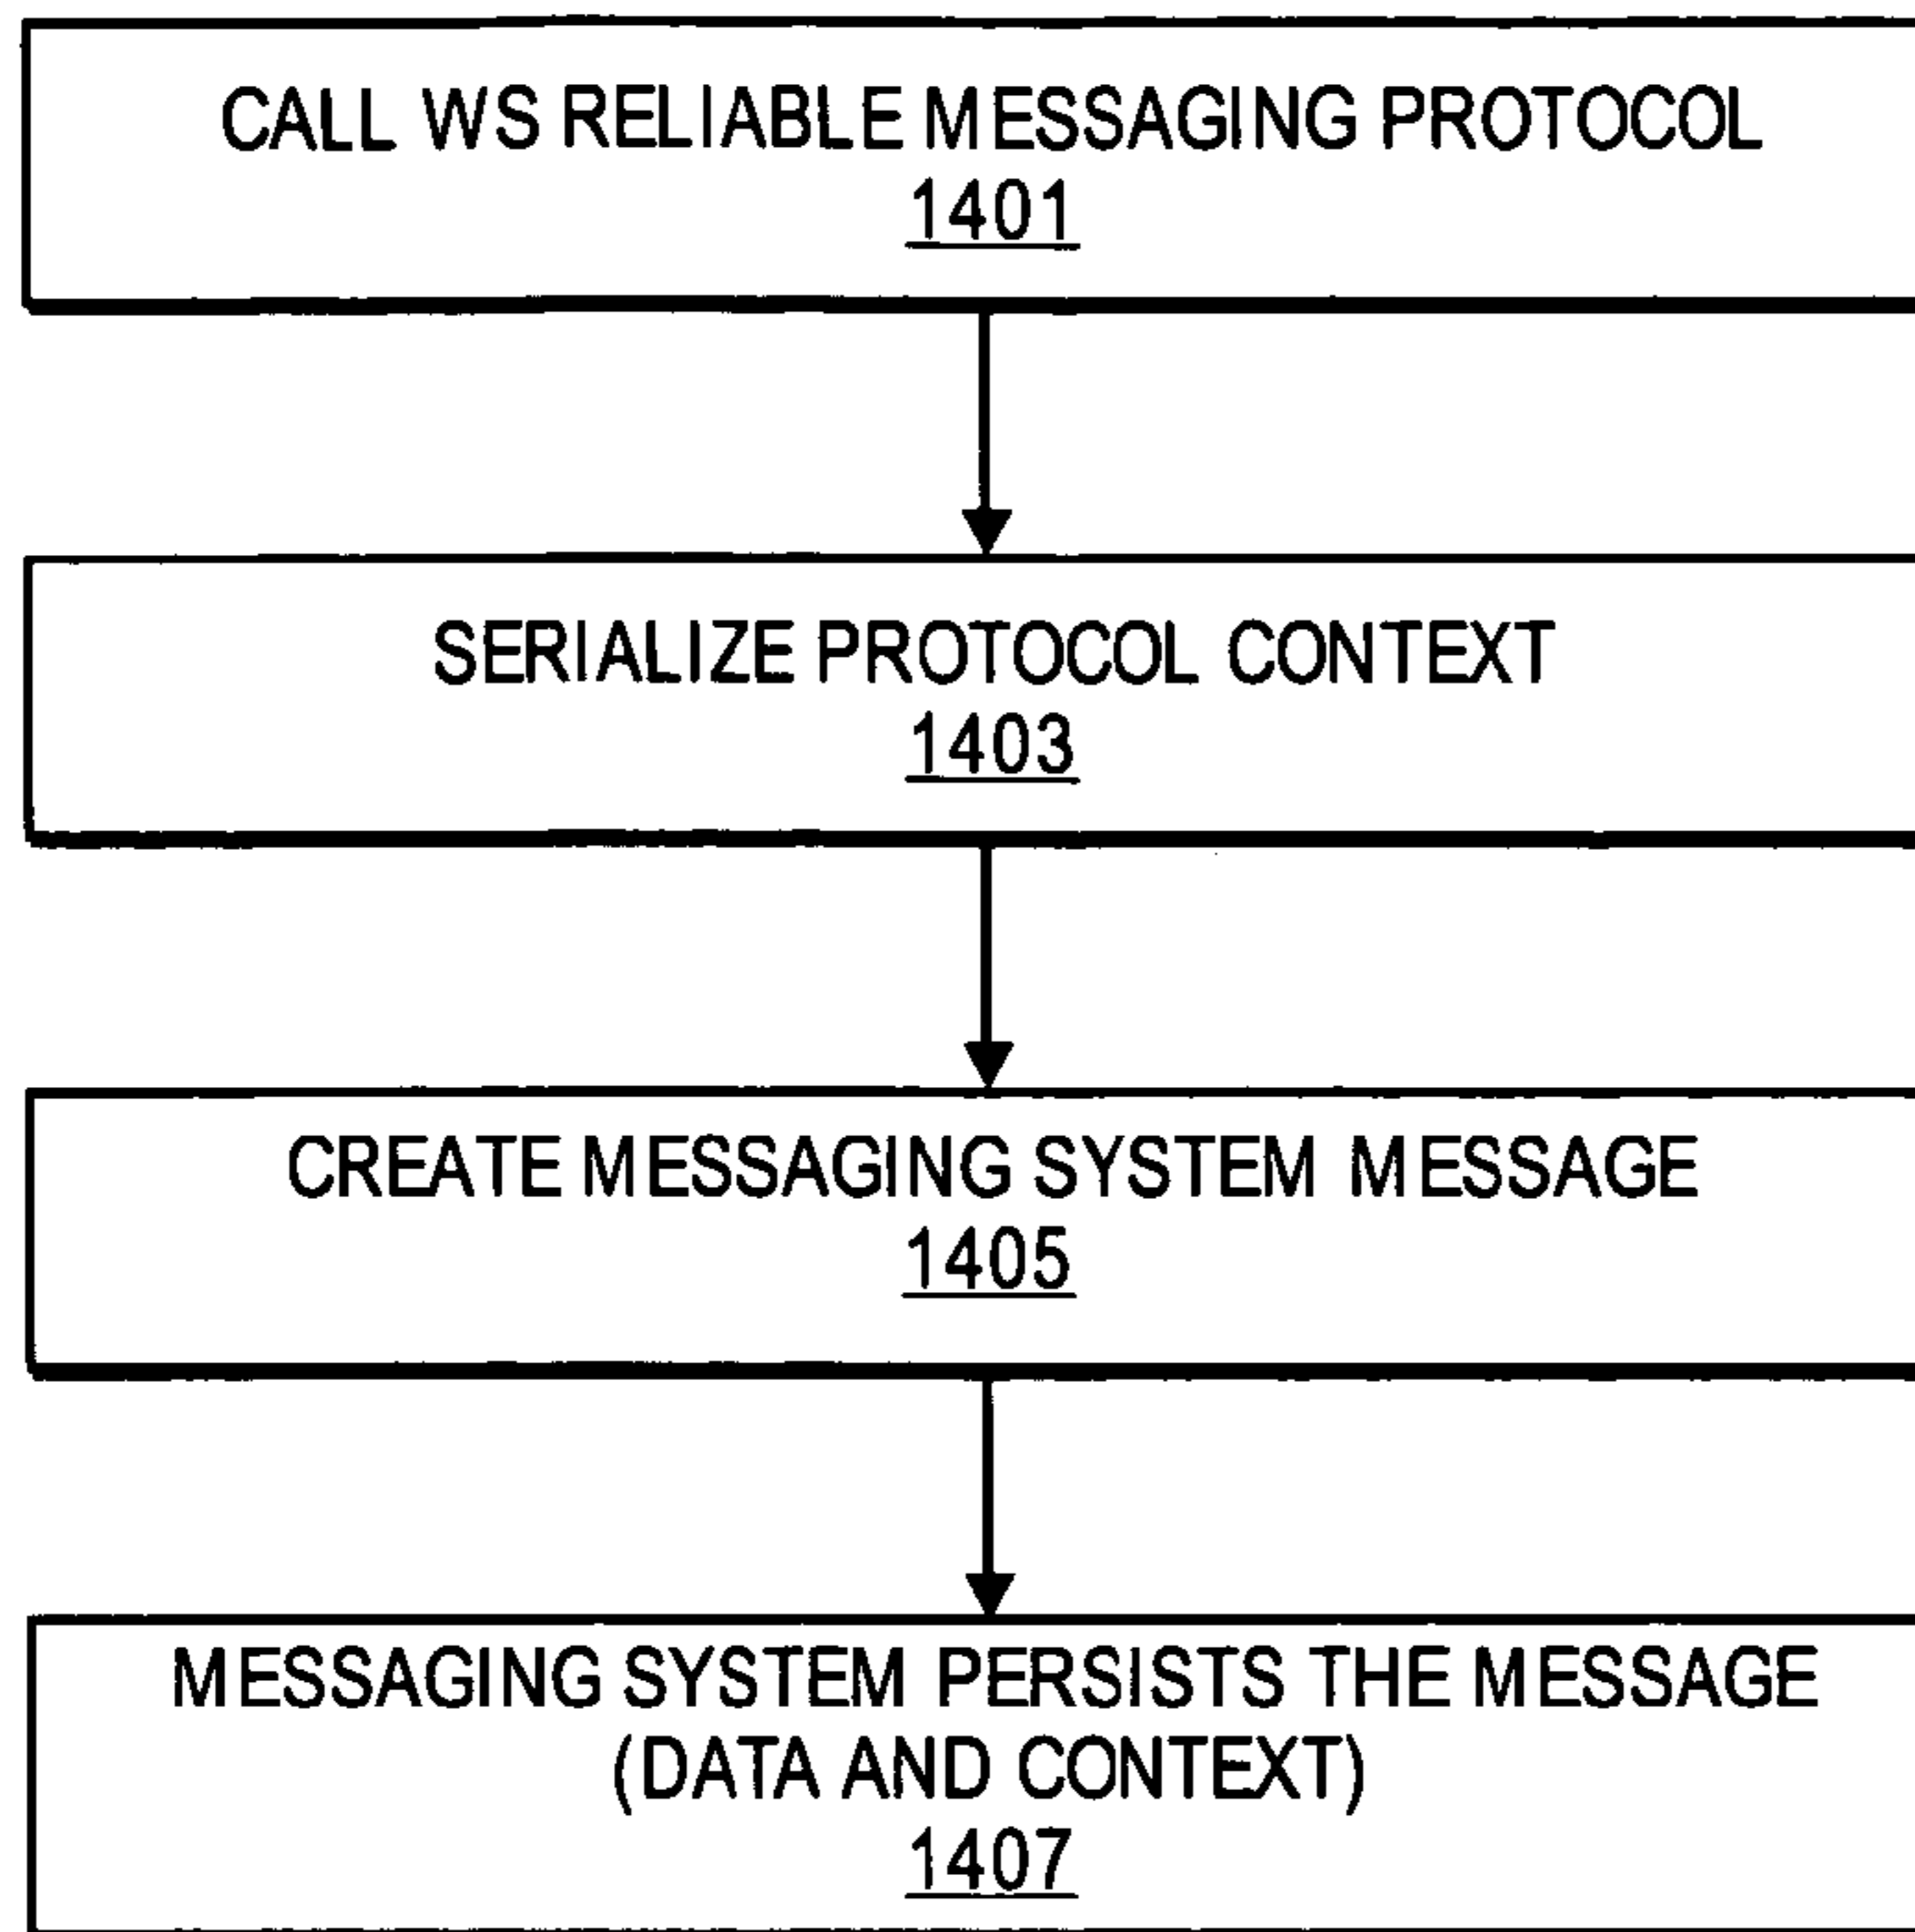 CALL WS RELIABLE MESSAGING PROTOCOL
1401
SERIALIZE PROTOCOL CONTEXT
1403
CREATE MESSAGING SYSTEM MESSAGE
1405
MESSAGING SYSTEM PERSISTS THE MESSAGE
(DATA AND CONTEXT)
1407